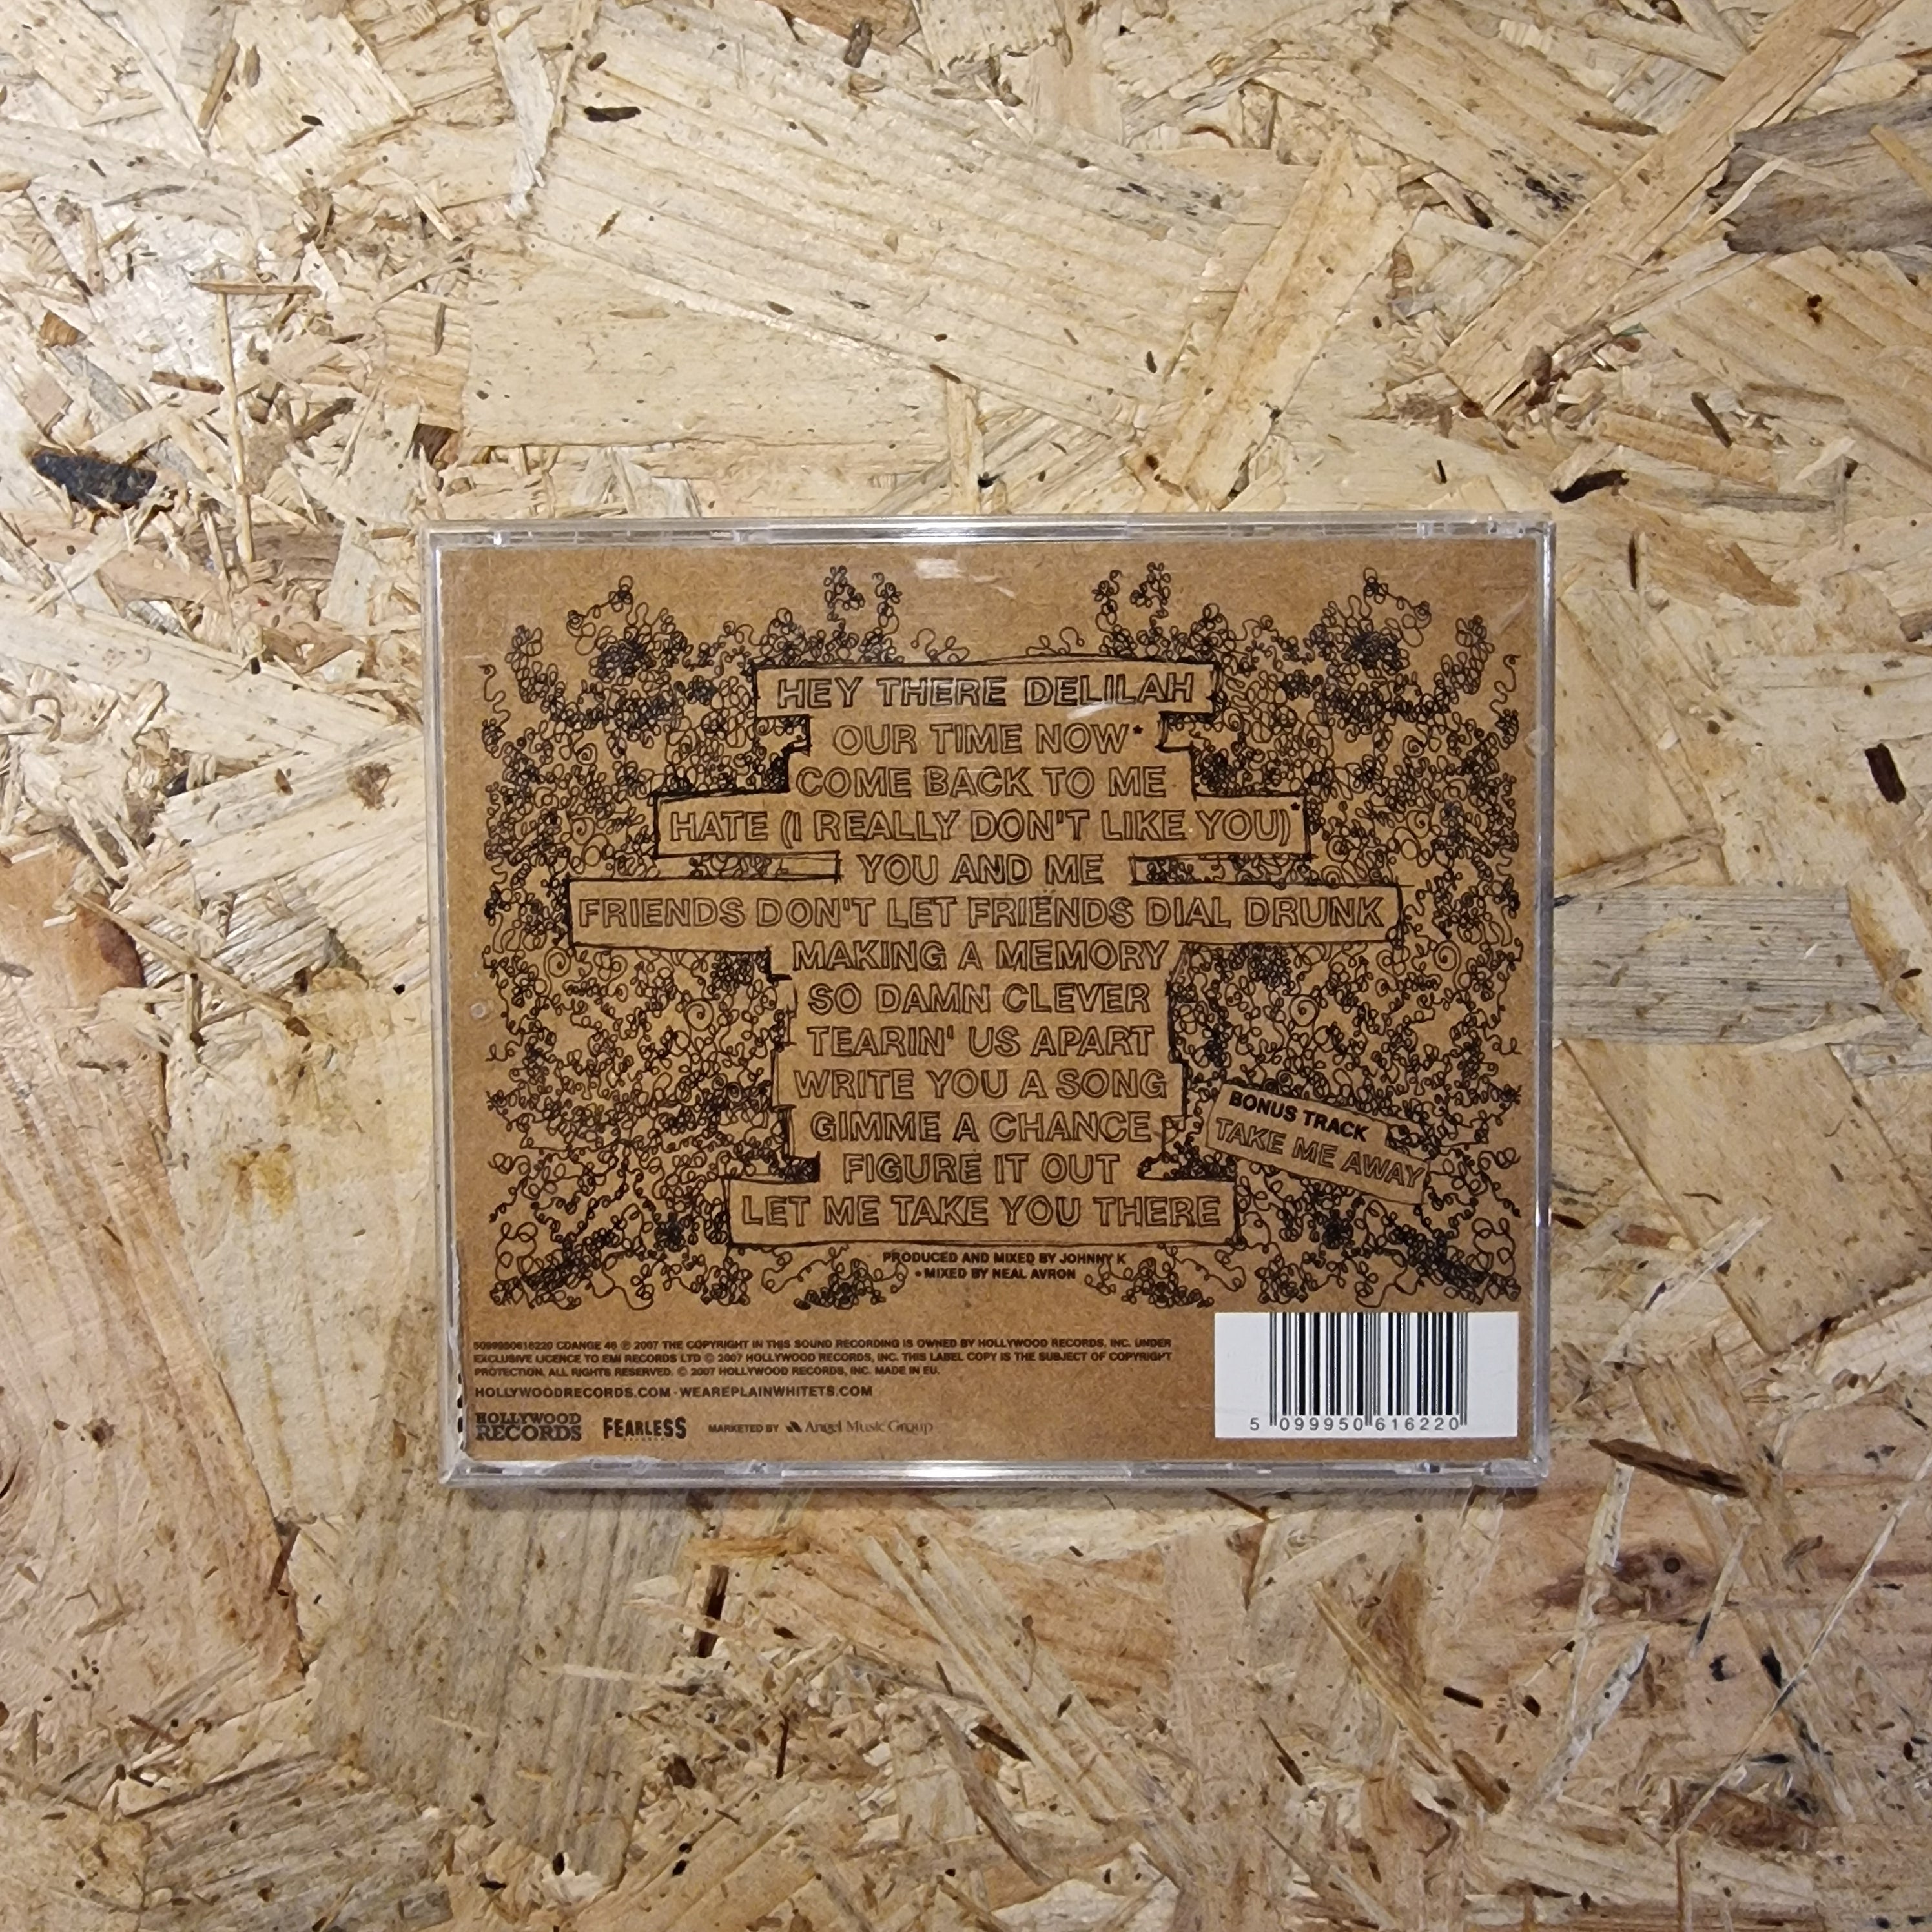 HEY THERE DELILAH
OUR TIME NOW*
COME BACK TO ME
HATE (I REALLY DON'T LIKE YOU)*
YOU AND ME
FRIENDS DON'T LET FRIENDS DIAL DRUNK
MAKING A MEMORY
SO DAMN CLEVER
TEARIN' US APART
WRITE YOU A SONG
GIMME A CHANCE
FIGURE IT OUT
LET ME TAKE YOU THERE
BONUS TRACK
TAKE ME AWAY
PRODUCED AND MIXED BY JOHNNY K
*MIXED BY NEAL AVRON
5099950616220 CDANGE 46 ℗ 2007 THE COPYRIGHT IN THIS SOUND RECORDING IS OWNED BY HOLLYWOOD RECORDS, INC. UNDER
EXCLUSIVE LICENCE TO EMI RECORDS LTD © 2007 HOLLYWOOD RECORDS, INC. THIS LABEL COPY IS THE SUBJECT OF COPYRIGHT
PROTECTION. ALL RIGHTS RESERVED. © 2007 HOLLYWOOD RECORDS, INC. MADE IN EU.
HOLLYWOODRECORDS.COM · WEAREPLAINWHITETS.COM
HOLLYWOOD
RECORDS
FEARLESS
MARKETED BY Angel Music Group
5 099950 616220